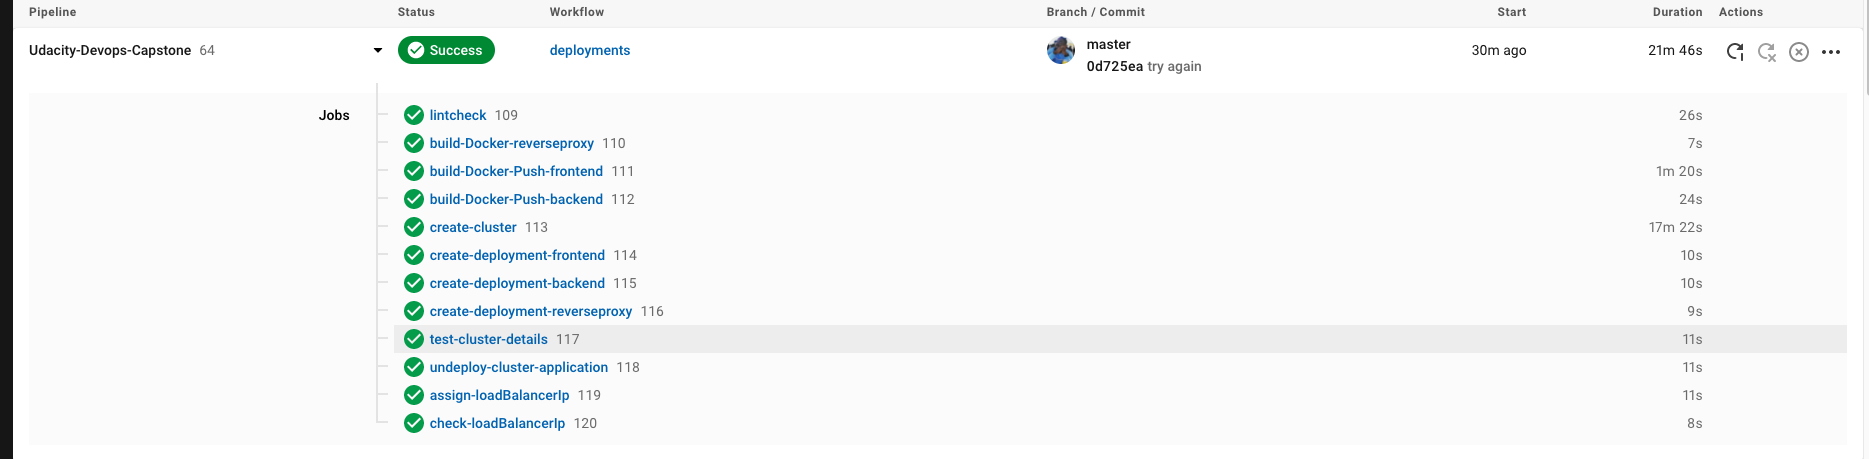 Pipeline Status Workflow Branch / Commit Start Duration Actions
Udacity-Devops-Capstone 64 Success deployments master 30m ago 21m 46s
0d725ea try again
Jobs lintcheck 109 26s
build-Docker-reverseproxy 110 7s
build-Docker-Push-frontend 111 1m 20s
build-Docker-Push-backend 112 24s
create-cluster 113 17m 22s
create-deployment-frontend 114 10s
create-deployment-backend 115 10s
create-deployment-reverseproxy 116 9s
test-cluster-details 117 11s
undeploy-cluster-application 118 11s
assign-loadBalancerIp 119 11s
check-loadBalancerIp 120 8s